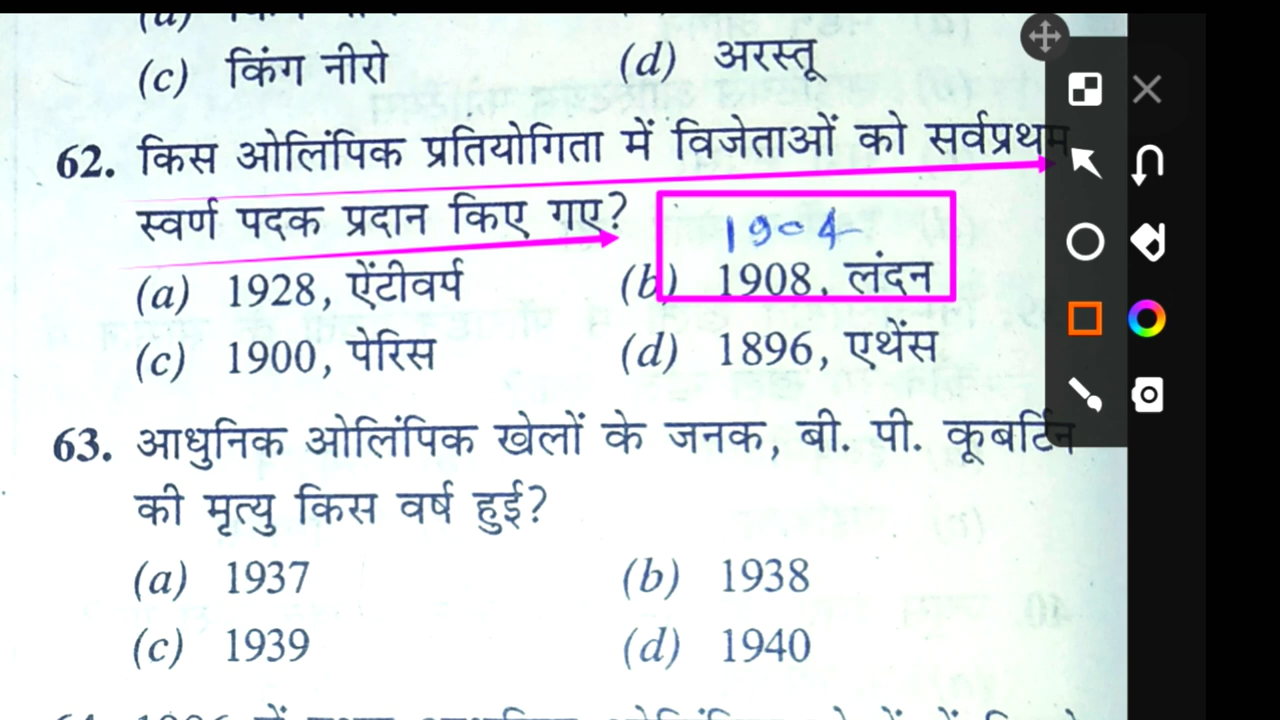 (c) किंग नीरो (d) अरस्तू
62. किस ओलिंपिक प्रतियोगिता में विजेताओं को सर्वप्रथम
स्वर्ण पदक प्रदान किए गए?
1904
(a) 1928, ऐंटीवर्प (b) 1908, लंदन
(c) 1900, पेरिस (d) 1896, एथेंस
63. आधुनिक ओलिंपिक खेलों के जनक, बी. पी. कूबर्टिन
की मृत्यु किस वर्ष हुई?
(a) 1937 (b) 1938
(c) 1939 (d) 1940